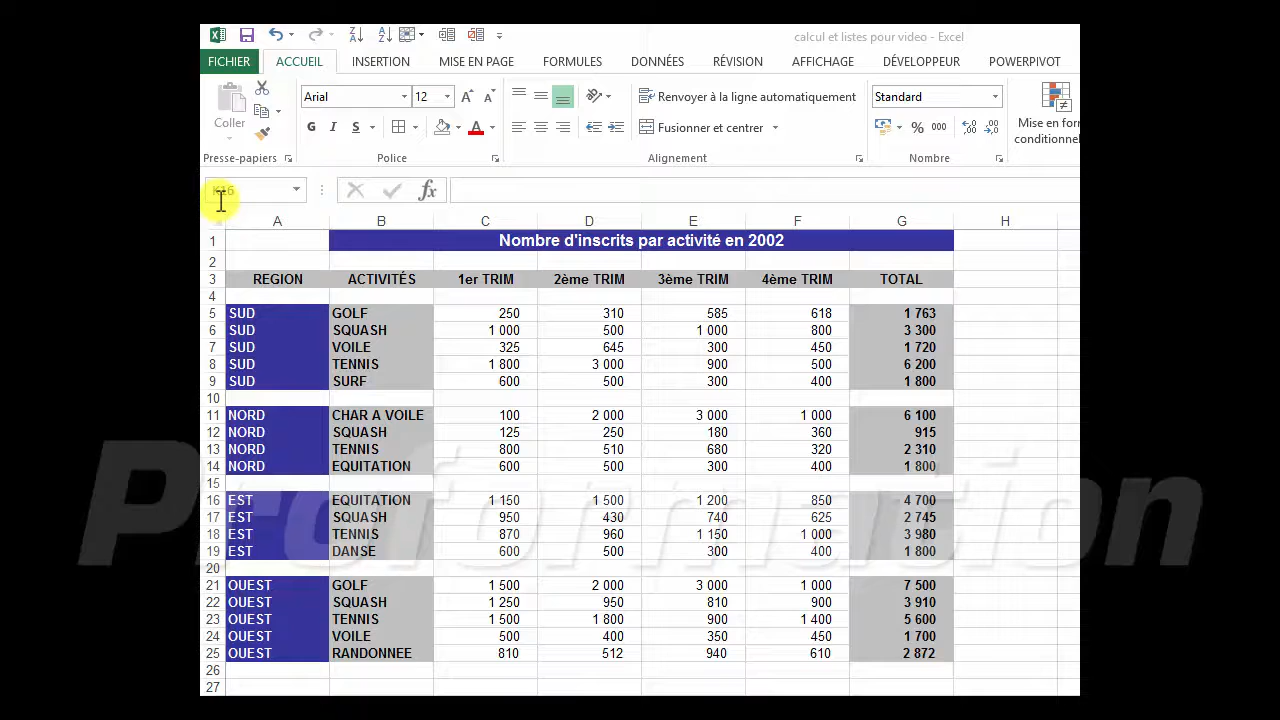 calcul et listes pour video - Excel
FICHIER ACCUEIL INSERTION MISE EN PAGE FORMULES DONNÉES RÉVISION AFFICHAGE DÉVELOPPEUR POWERPIVOT
Coller
Arial 12
Renvoyer à la ligne automatiquement
Standard
G I S
Fusionner et centrer
% 000
Mise en form
conditionnel
Presse-papiers Police Alignement Nombre
K16 fx
A B C D E F G H
1 Nombre d'inscrits par activité en 2002
2
3 REGION ACTIVITÉS 1er TRIM 2ème TRIM 3ème TRIM 4ème TRIM TOTAL
4
5 SUD GOLF 250 310 585 618 1 763
6 SUD SQUASH 1 000 500 1 000 800 3 300
7 SUD VOILE 325 645 300 450 1 720
8 SUD TENNIS 1 800 3 000 900 500 6 200
9 SUD SURF 600 500 300 400 1 800
10
11 NORD CHAR A VOILE 100 2 000 3 000 1 000 6 100
12 NORD SQUASH 125 250 180 360 915
13 NORD TENNIS 800 510 680 320 2 310
14 NORD EQUITATION 600 500 300 400 1 800
15
16 EST EQUITATION 1 150 1 500 1 200 850 4 700
17 EST SQUASH 950 430 740 625 2 745
18 EST TENNIS 870 960 1 150 1 000 3 980
19 EST DANSE 600 500 300 400 1 800
20
21 OUEST GOLF 1 500 2 000 3 000 1 000 7 500
22 OUEST SQUASH 1 250 950 810 900 3 910
23 OUEST TENNIS 1 500 1 800 900 1 400 5 600
24 OUEST VOILE 500 400 350 450 1 700
25 OUEST RANDONNEE 810 512 940 610 2 872
26
27
Proformation